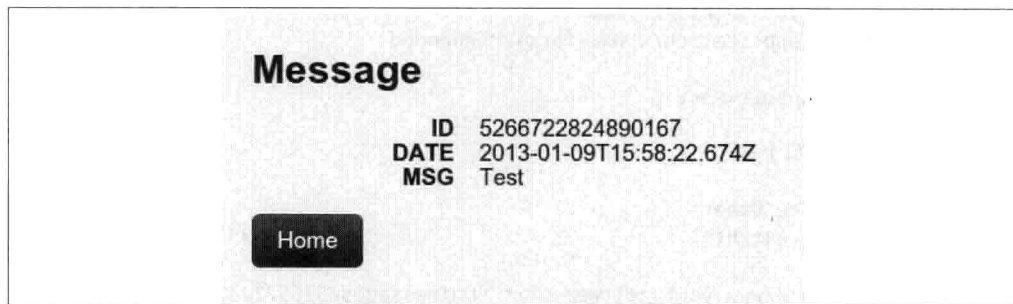 Message
ID 5266722824890167
DATE 2013-01-09T15:58:22.674Z
MSG Test
Home